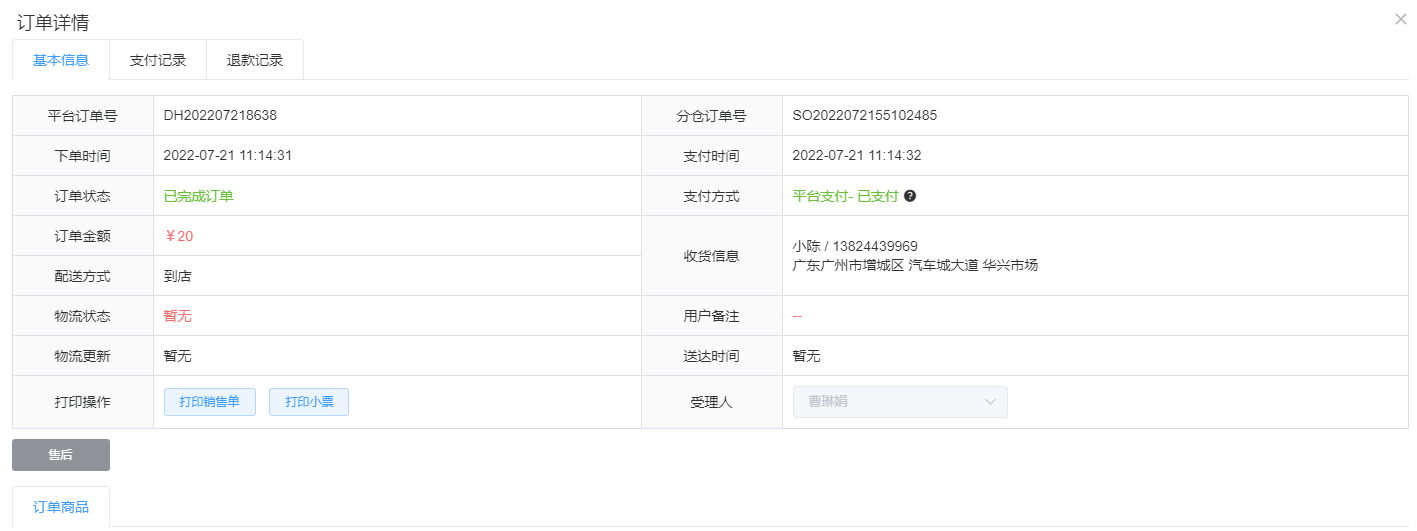 订单详情
基本信息 支付记录 退款记录
平台订单号 DH202207218638 分仓订单号 SO2022072155102485
下单时间 2022-07-21 11:14:31 支付时间 2022-07-21 11:14:32
订单状态 已完成订单 支付方式 平台支付- 已支付
订单金额 ￥20
收货信息 小陈 / 13824439969
广东广州市增城区 汽车城大道 华兴市场
配送方式 到店
物流状态 暂无 用户备注 --
物流更新 暂无 送达时间 暂无
打印操作 打印销售单 打印小票 受理人 曹琳娟
售后
订单商品